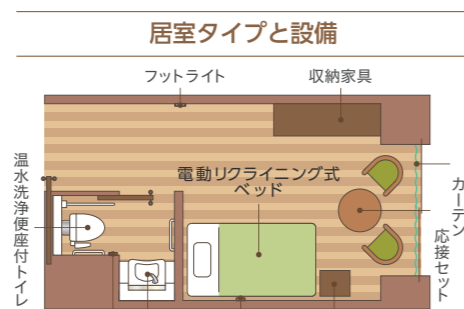 居室タイプと設備
フットライト
収納家具
温水洗浄便座付トイレ
電動リクライニング式
ベッド
カーテン
応接セット